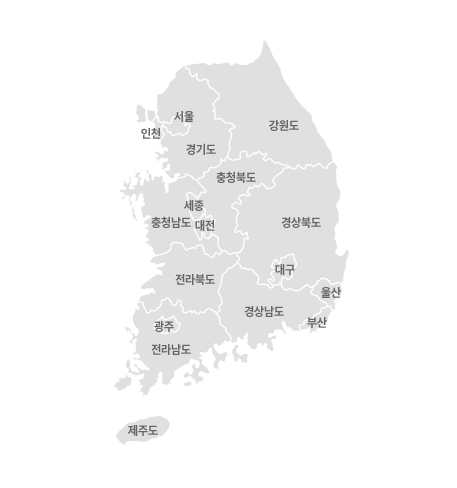 서울
강원도
인천
경기도
충청북도
세종
충청남도
대전
경상북도
대구
전라북도
울산
경상남도
부산
광주
전라남도
제주도